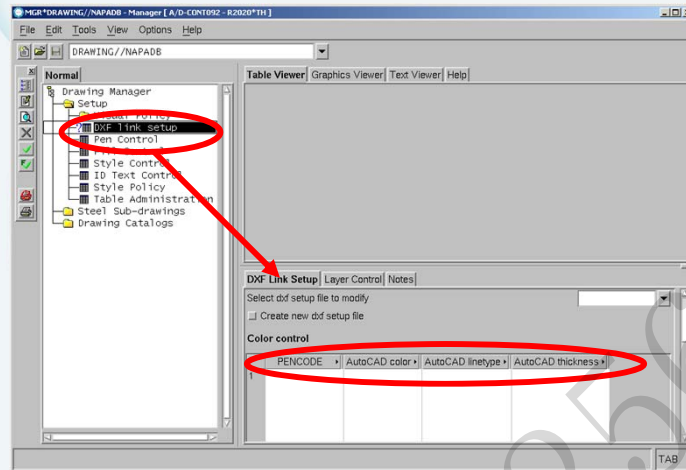 MGR*DRAWING//NAPADB - Manager [ A/D-CONT092 - R2020*TH ]
File Edit Tools View Options Help
DRAWING//NAPADB
Normal
Drawing Manager
Setup
DXF link setup
Pen Control
Style Control
ID Text Control
Style Policy
Table Administration
Steel Sub-drawings
Drawing Catalogs
Table Viewer Graphics Viewer Text Viewer Help
DXF Link Setup Layer Control Notes
Select dxf setup file to modify
Create new dxf setup file
Color control
PENCODE AutoCAD color AutoCAD linetype AutoCAD thickness
1
TAB